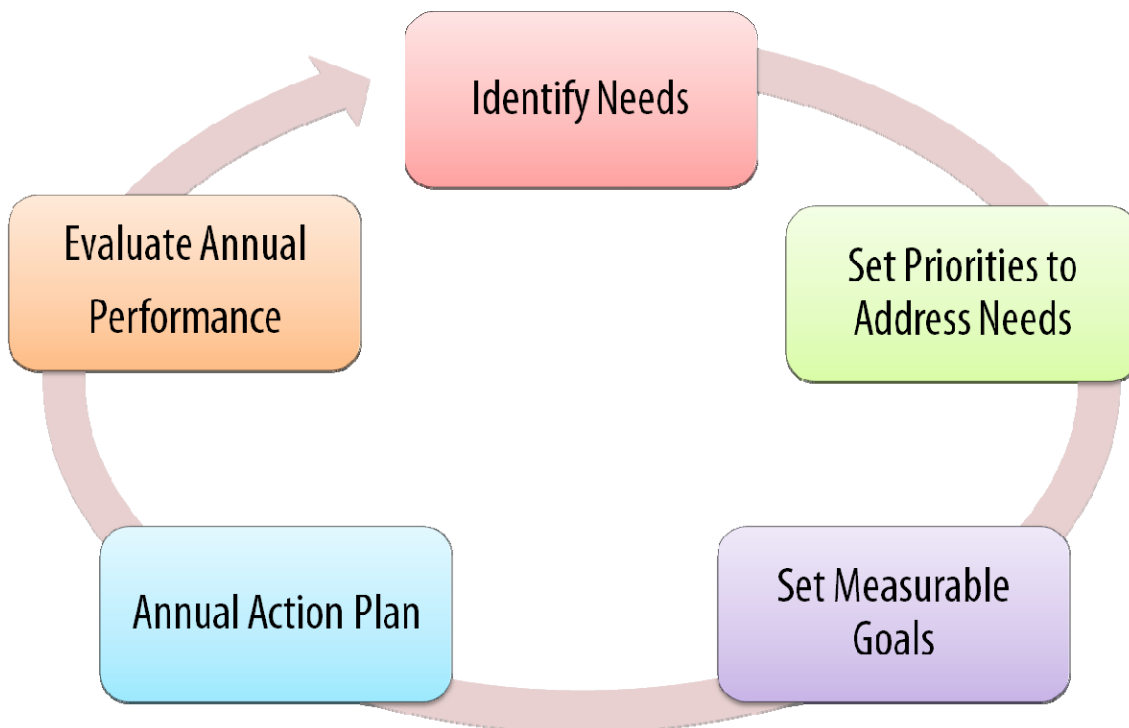 Identify Needs
Set Priorities to
Address Needs
Set Measurable
Goals
Annual Action Plan
Evaluate Annual
Performance